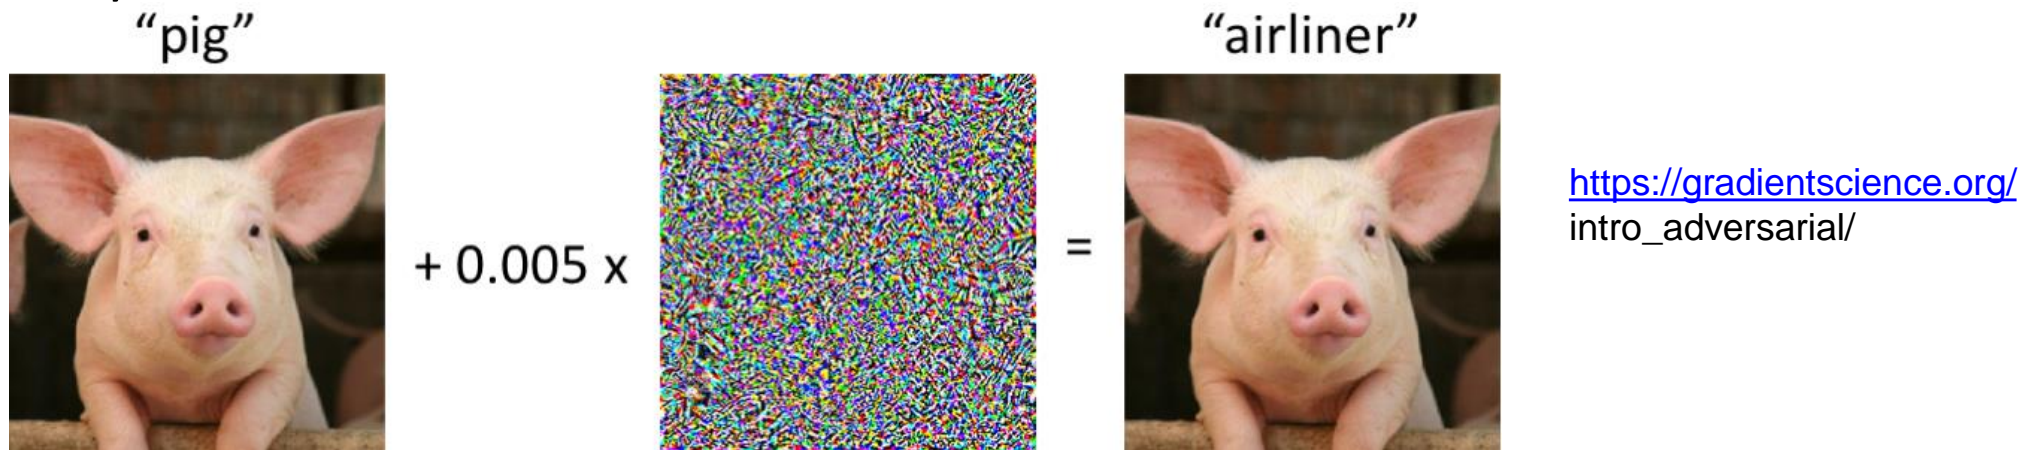 “pig”
“airliner”
+ 0.005 x
=
https://gradientscience.org/
intro_adversarial/